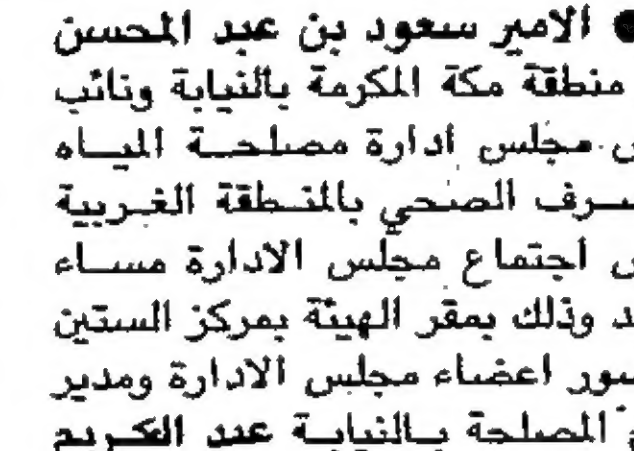 ● الامير سعود بن عبد المحسن
منطقة مكة المكرمة بالنيابة ونائب
مجلس ادارة مصلحة المياه
الصحي بالمنطقة الغربية
اجتماع مجلس الادارة مساء
وذلك بمقر الهيئة بمركز الستين
اعضاء مجلس الادارة ومدير
المصلحة بالنيابة عبد الكريم